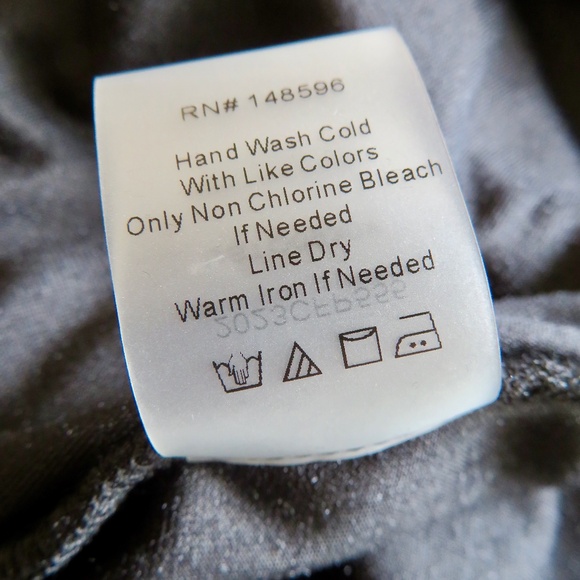 RN# 148596
Hand Wash Cold
With Like Colors
Only Non Chlorine Bleach
If Needed
Line Dry
Warm Iron If Needed